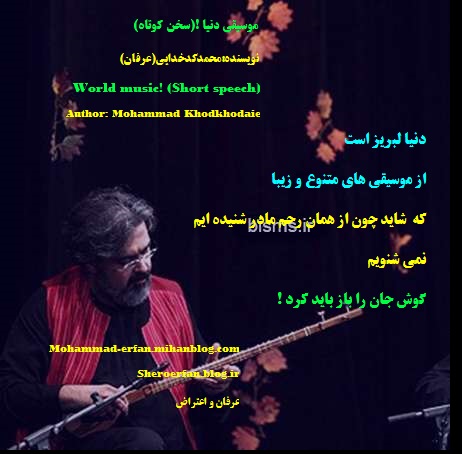 موسیقی دنیا !(سخن کوتاه)
نویسنده:محمدکدخدایی(عرفان)
World music! (Short speech)
Author: Mohammad Khodkhodaie
دنیا لبریز است
از موسیقی های متنوع و زیبا
که شاید چون از همان رحم مادر شنیده ایم
bisms.ir
نمی شنویم
گوش جان را باز باید کرد !
Mohammad-erfan.mihanblog.com
Sheroerfan.blog.ir
عرفان و اعتراض